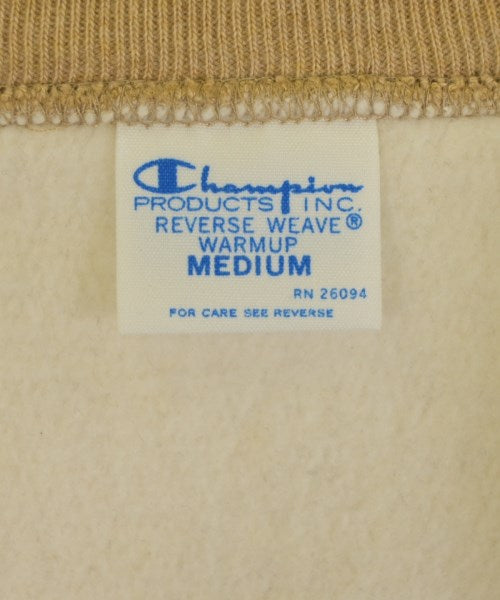 Champion
PRODUCTS INC.
REVERSE WEAVE®
WARMUP
MEDIUM
RN 26094
FOR CARE SEE REVERSE